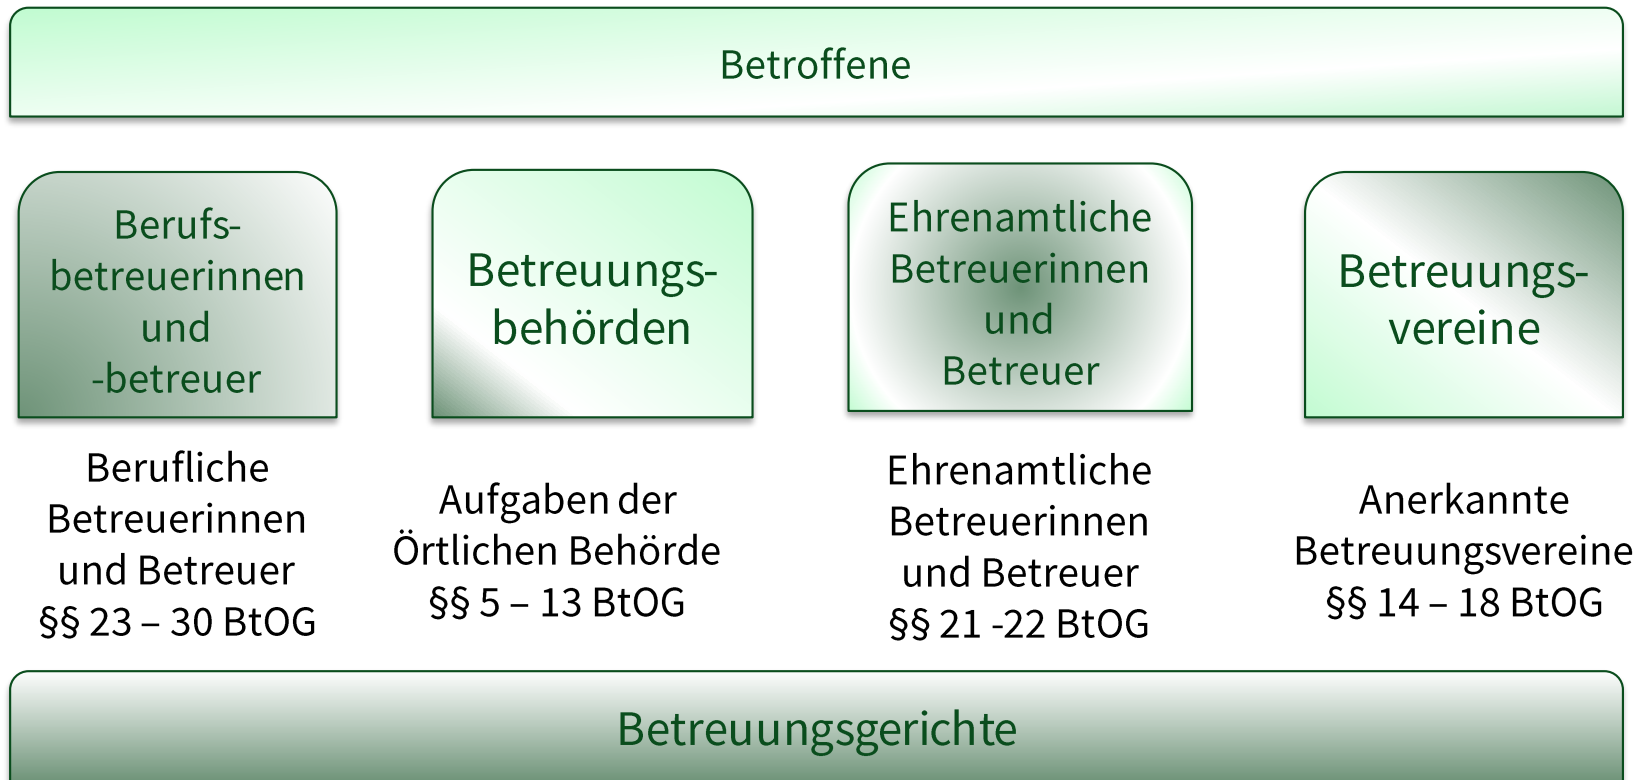 Betroffene
Berufs-
betreuerinnen
und
-betreuer
Betreuungs-
behörden
Ehrenamtliche
Betreuerinnen
und
Betreuer
Betreuungs-
vereine
Berufliche
Betreuerinnen
und Betreuer
§§ 23 – 30 BtOG
Aufgaben der
Örtlichen Behörde
§§ 5 – 13 BtOG
Ehrenamtliche
Betreuerinnen
und Betreuer
§§ 21 -22 BtOG
Anerkannte
Betreuungsvereine
§§ 14 – 18 BtOG
Betreuungsgerichte